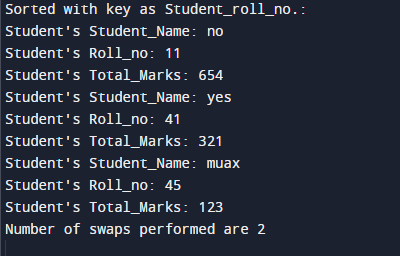 Sorted with key as Student_roll_no.:
Student's Student_Name: no
Student's Roll_no: 11
Student's Total_Marks: 654
Student's Student_Name: yes
Student's Roll_no: 41
Student's Total_Marks: 321
Student's Student_Name: muax
Student's Roll_no: 45
Student's Total_Marks: 123
Number of swaps performed are 2